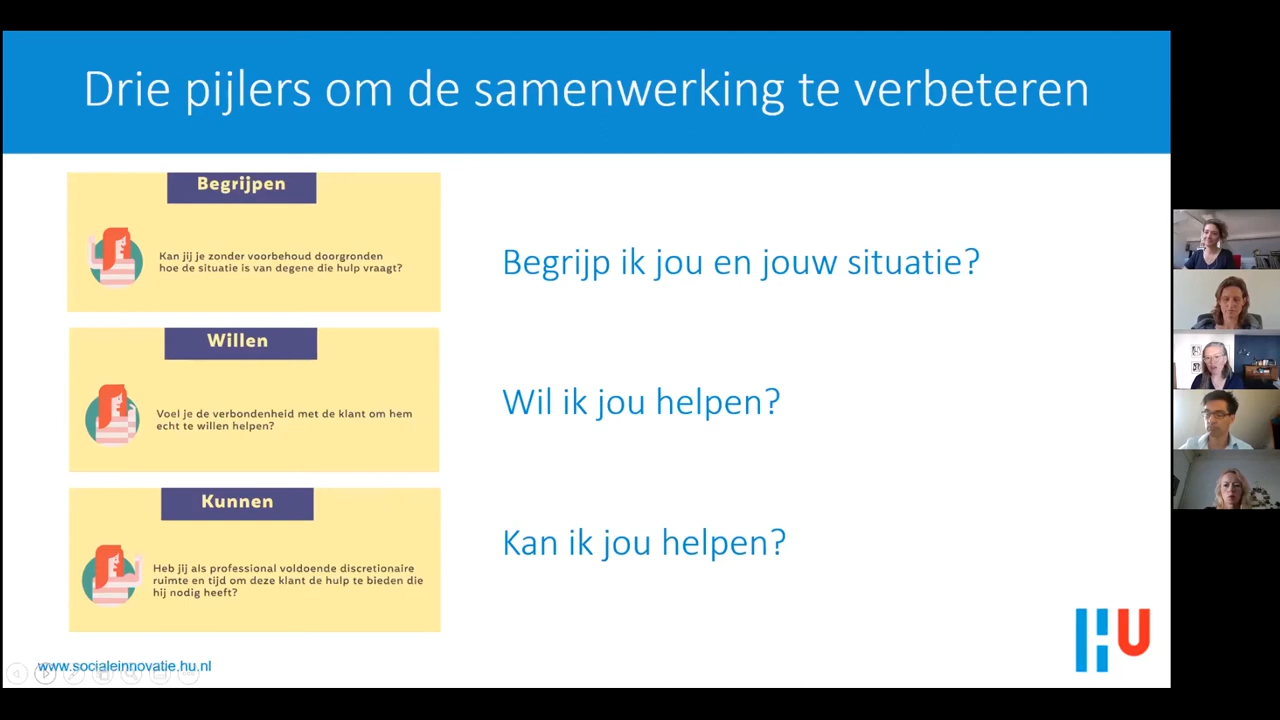 Drie pijlers om de samenwerking te verbeteren
Begrijpen
Kan jij je zonder voorbehoud doorgronden
hoe de situatie is van degene die hulp vraagt?
Begrijp ik jou en jouw situatie?
Willen
Voel je de verbondenheid met de klant om hem
echt te willen helpen?
Wil ik jou helpen?
Kunnen
Heb jij als professional voldoende discretionaire
ruimte en tijd om deze klant de hulp te bieden die
hij nodig heeft?
Kan ik jou helpen?
www.socialeinnovatie.hu.nl
HU